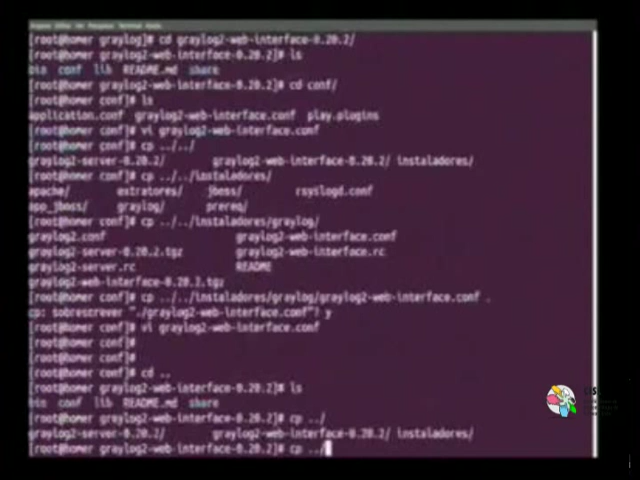 [root@homer graylog]# cd graylog2-web-interface-0.20.2/
[root@homer graylog2-web-interface-0.20.2]# ls
bin conf lib README.md share
[root@homer graylog2-web-interface-0.20.2]# cd conf/
[root@homer conf]# ls
application.conf graylog2-web-interface.conf play.plugins
[root@homer conf]# vi graylog2-web-interface.conf
[root@homer conf]# cp ../../
graylog2-server-0.20.2/ graylog2-web-interface-0.20.2/ instaladores/
[root@homer conf]# cp ../../instaladores/
apache/ extratores/ jboss/ rsyslogd.conf
app_jboss/ graylog/ prereq/
[root@homer conf]# cp ../../instaladores/graylog/
graylog2.conf graylog2-web-interface.conf
graylog2-server-0.20.2.tgz graylog2-web-interface.rc
graylog2-server.rc README
graylog2-web-interface-0.20.2.tgz
[root@homer conf]# cp ../../instaladores/graylog/graylog2-web-interface.conf .
cp: sobrescrever "./graylog2-web-interface.conf"? y
[root@homer conf]# vi graylog2-web-interface.conf
[root@homer conf]#
[root@homer conf]#
[root@homer conf]# cd ..
[root@homer graylog2-web-interface-0.20.2]# ls
bin conf lib README.md share
[root@homer graylog2-web-interface-0.20.2]# cp ../
graylog2-server-0.20.2/ graylog2-web-interface-0.20.2/ instaladores/
[root@homer graylog2-web-interface-0.20.2]# cp ../